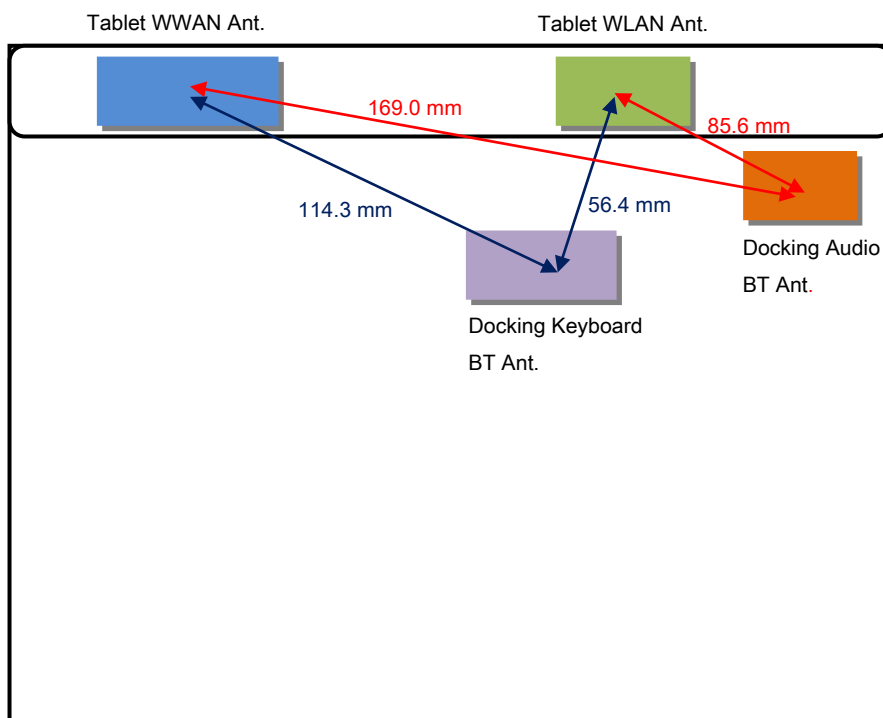 Tablet WWAN Ant.
Tablet WLAN Ant.
169.0 mm
85.6 mm
114.3 mm
56.4 mm
Docking Audio
BT Ant.
Docking Keyboard
BT Ant.